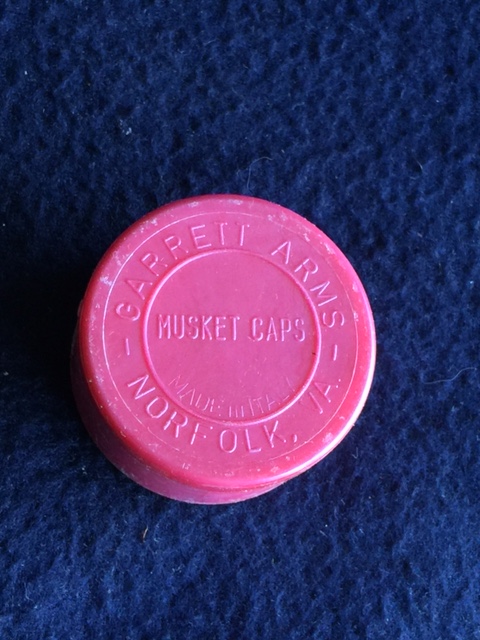 GARRETT ARMS
MUSKET CAPS
MADE IN ITALY
- NORFOLK, VA. -